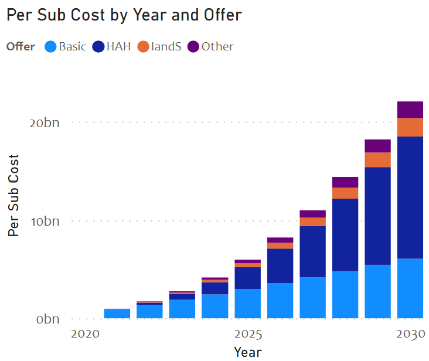 Per Sub Cost by Year and Offer
Offer Basic HAH IandS Other
20bn
10bn
0bn
Per Sub Cost
2020 2025 2030
Year